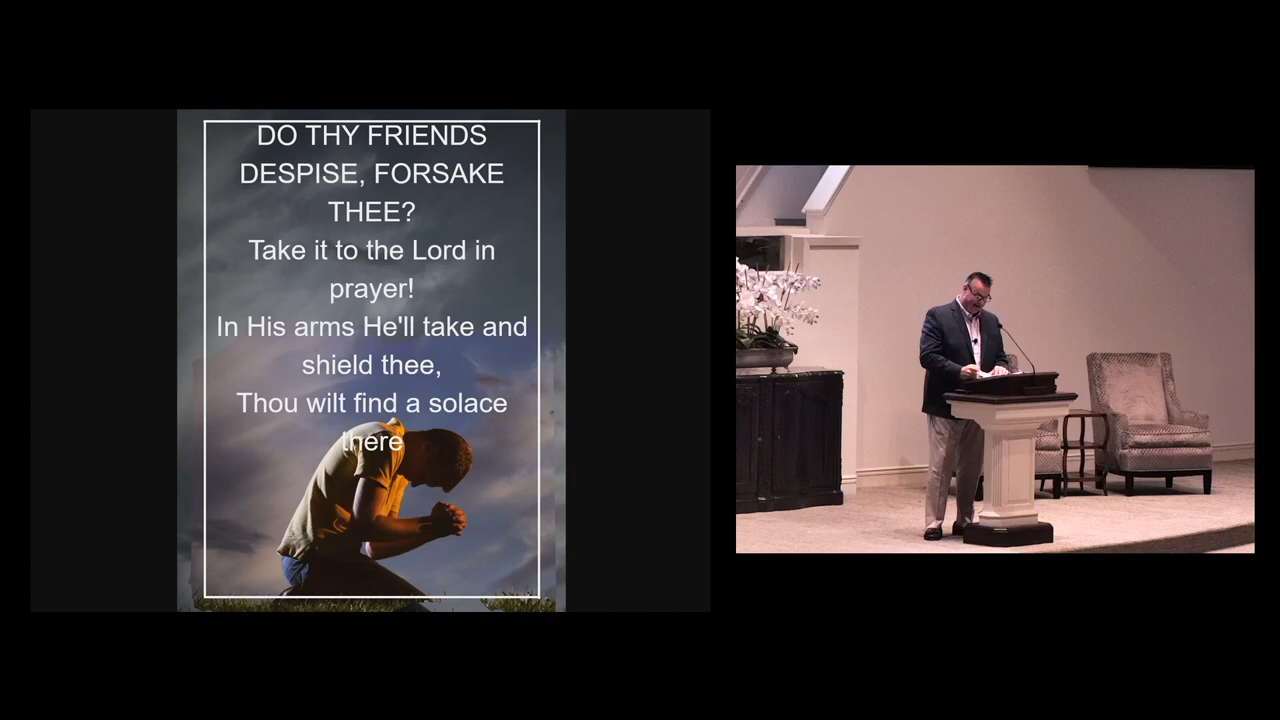 DO THY FRIENDS
DESPISE, FORSAKE
THEE?
Take it to the Lord in
prayer!
In His arms He'll take and
shield thee,
Thou wilt find a solace
there